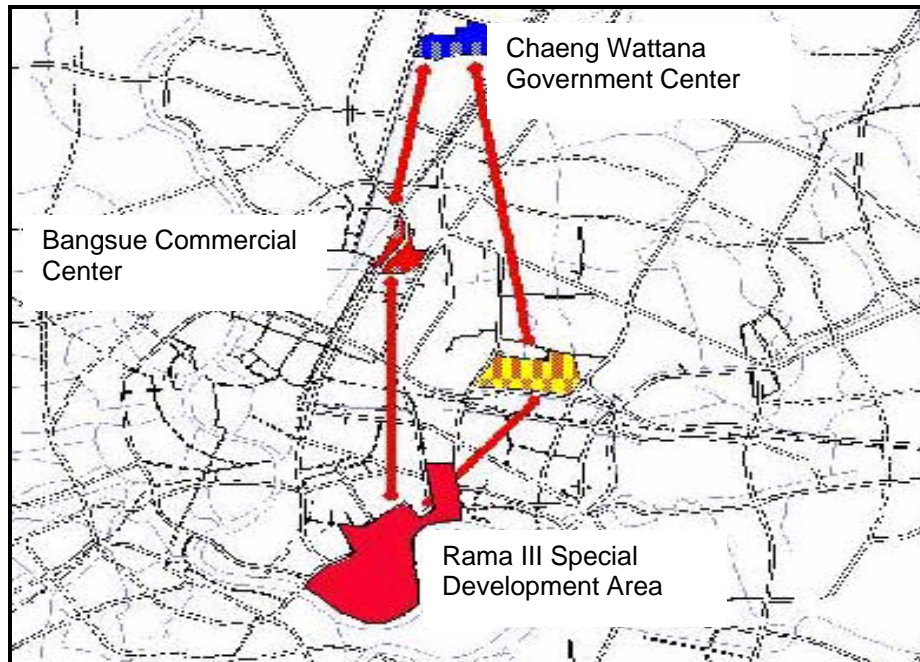 Chaeng Wattana
Government Center
Bangsue Commercial
Center
Rama III Special
Development Area